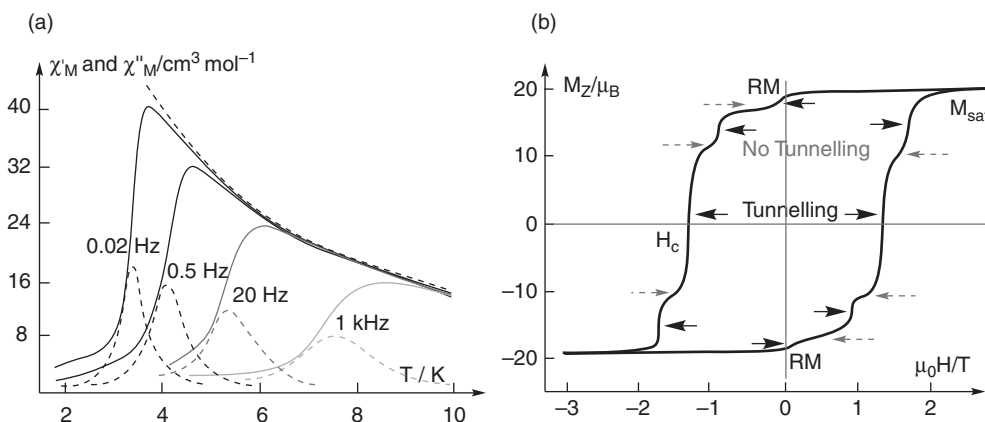 (a)
χ'M and χ"M/cm³ mol⁻¹
40
32
24
16
8
0.02 Hz
0.5 Hz
20 Hz
1 kHz
T / K
2 4 6 8 10
(b)
MZ/μB
RM
20
Msat
No Tunnelling
10
Tunnelling
0
Hc
−10
−20
RM
μ0H/T
−3 −2 −1 0 1 2